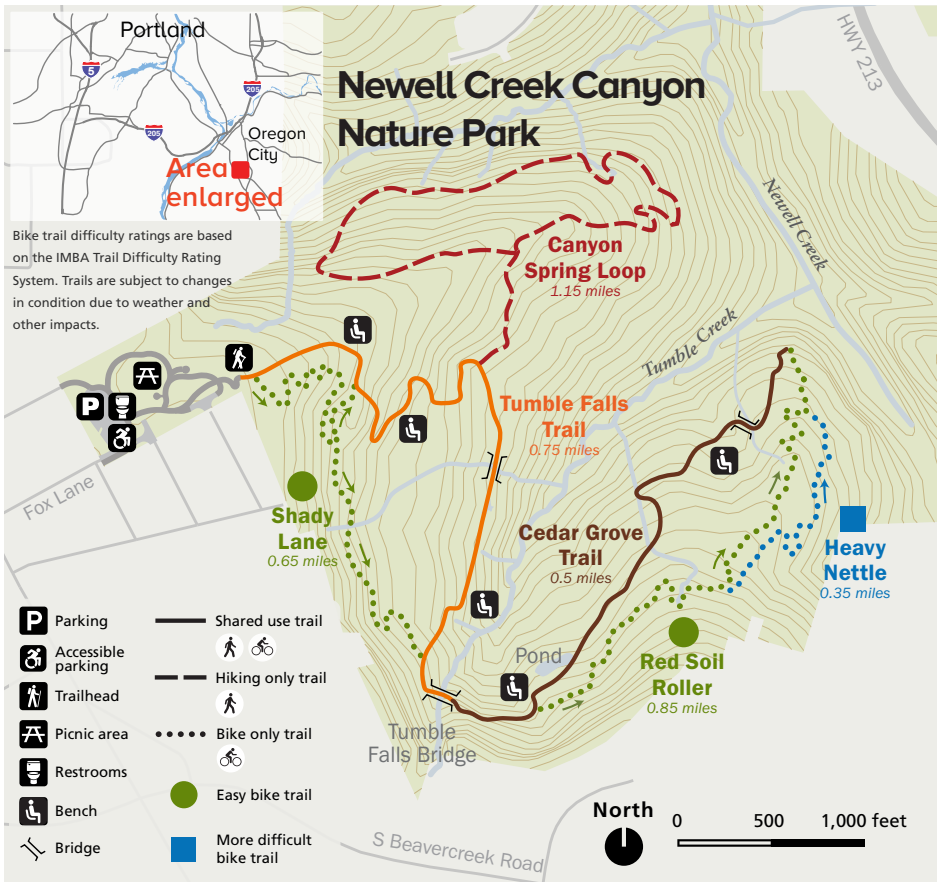 Portland
5
205
205
Oregon
City
Area
enlarged
Newell Creek Canyon
Nature Park
HWY 213
Bike trail difficulty ratings are based
on the IMBA Trail Difficulty Rating
System. Trails are subject to changes
in condition due to weather and
other impacts.
Newell Creek
Canyon
Spring Loop
1.15 miles
Tumble Creek
P
Fox Lane
Tumble Falls
Trail
0.75 miles
Shady
Lane
0.65 miles
Cedar Grove
Trail
0.5 miles
Heavy
Nettle
0.35 miles
Pond
Red Soil
Roller
0.85 miles
Tumble
Falls Bridge
P Parking
Accessible
parking
Trailhead
Picnic area
Restrooms
Bench
Bridge
Shared use trail
Hiking only trail
Bike only trail
Easy bike trail
More difficult
bike trail
S Beavercreek Road
North
0 500 1,000 feet